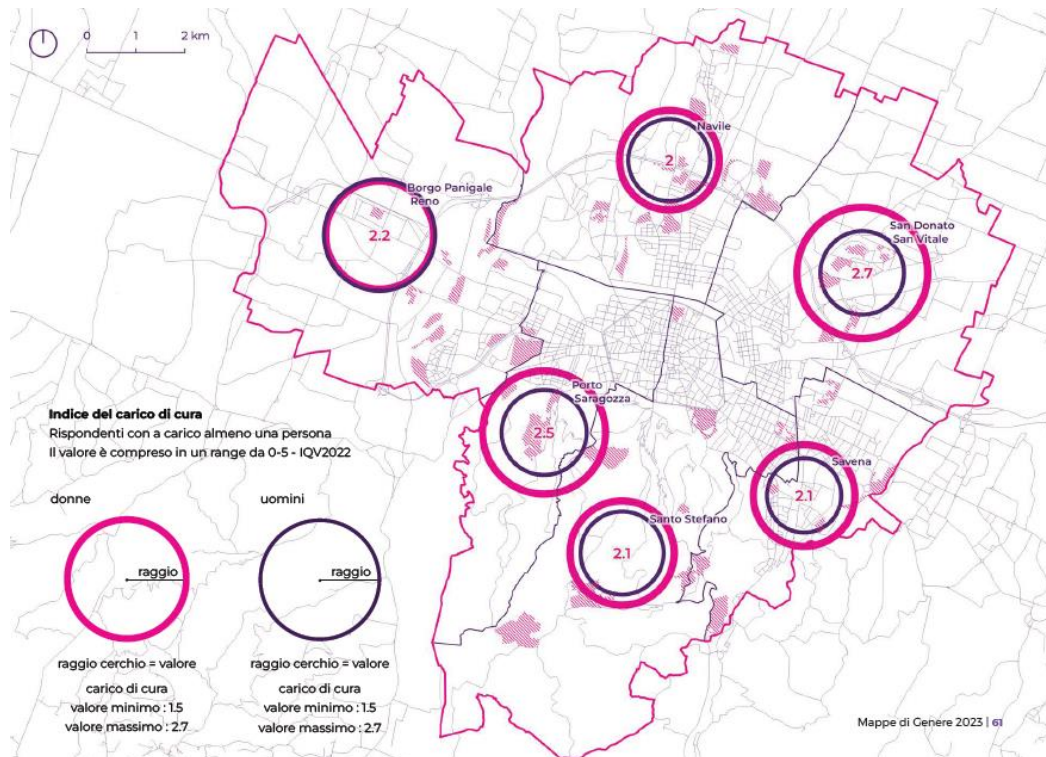 0 1 2 km
Navile
2
Borgo Panigale
Reno
2.2
San Donato
San Vitale
2.7
Porto
Saragozza
2.5
Savena
2.1
Santo Stefano
2.1
Indice del carico di cura
Rispondenti con a carico almeno una persona
Il valore è compreso in un range da 0-5 - IQV2022
donne
raggio
raggio cerchio = valore
carico di cura
valore minimo : 1.5
valore massimo : 2.7
uomini
raggio
raggio cerchio = valore
carico di cura
valore minimo : 1.5
valore massimo : 2.7
Mappe di Genere 2023 | 61